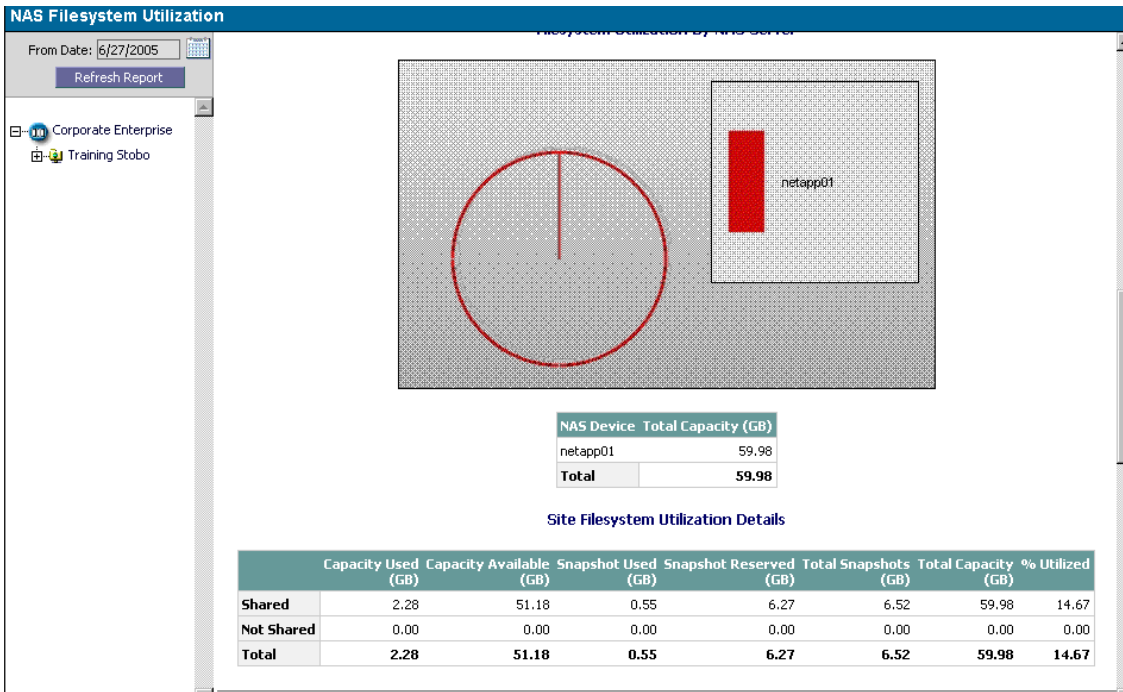 NAS Filesystem Utilization
From Date: 6/27/2005
Refresh Report
Corporate Enterprise
Training Stobo
Filesystem Utilization By NAS Server
netapp01
NAS Device Total Capacity (GB)
netapp01 59.98
Total 59.98
Site Filesystem Utilization Details
Capacity Used (GB) Capacity Available (GB) Snapshot Used (GB) Snapshot Reserved (GB) Total Snapshots (GB) Total Capacity (GB) % Utilized
Shared 2.28 51.18 0.55 6.27 6.52 59.98 14.67
Not Shared 0.00 0.00 0.00 0.00 0.00 0.00 0.00
Total 2.28 51.18 0.55 6.27 6.52 59.98 14.67